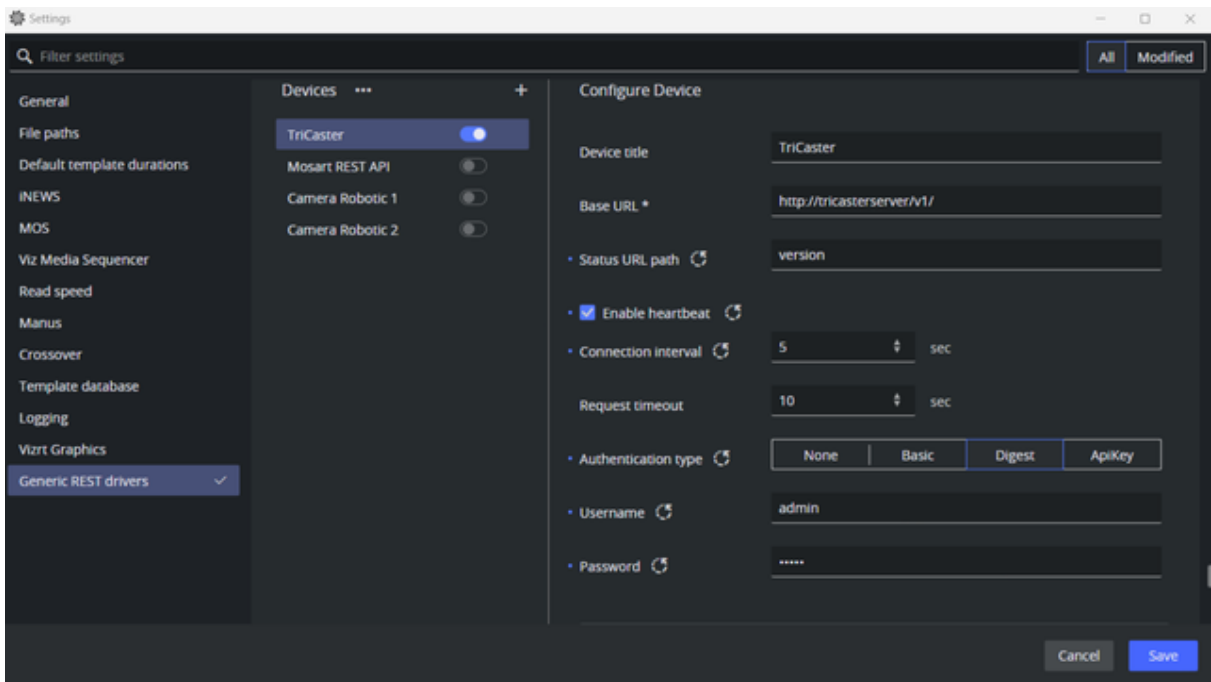 Settings
Filter settings
All Modified
General
File paths
Default template durations
iNEWS
MOS
Viz Media Sequencer
Read speed
Manus
Crossover
Template database
Logging
Vizrt Graphics
Generic REST drivers
Devices ••• +
TriCaster
Mosart REST API
Camera Robotic 1
Camera Robotic 2
Configure Device
Device title TriCaster
Base URL * http://tricasterserver/v1/
Status URL path version
Enable heartbeat
Connection interval 5 sec
Request timeout 10 sec
Authentication type None Basic Digest ApiKey
Username admin
Password •••••
Cancel Save